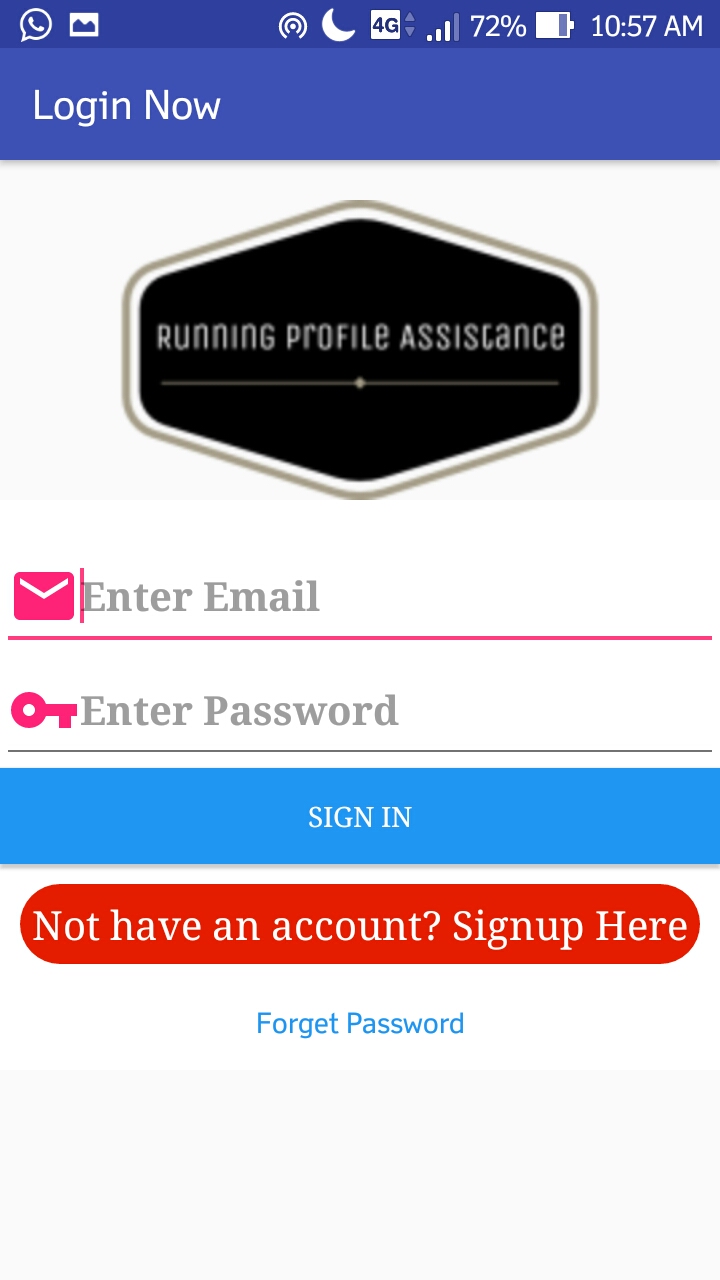 4G 72% 10:57 AM
Login Now
Running Profile Assistance
Enter Email
Enter Password
SIGN IN
Not have an account? Signup Here
Forget Password